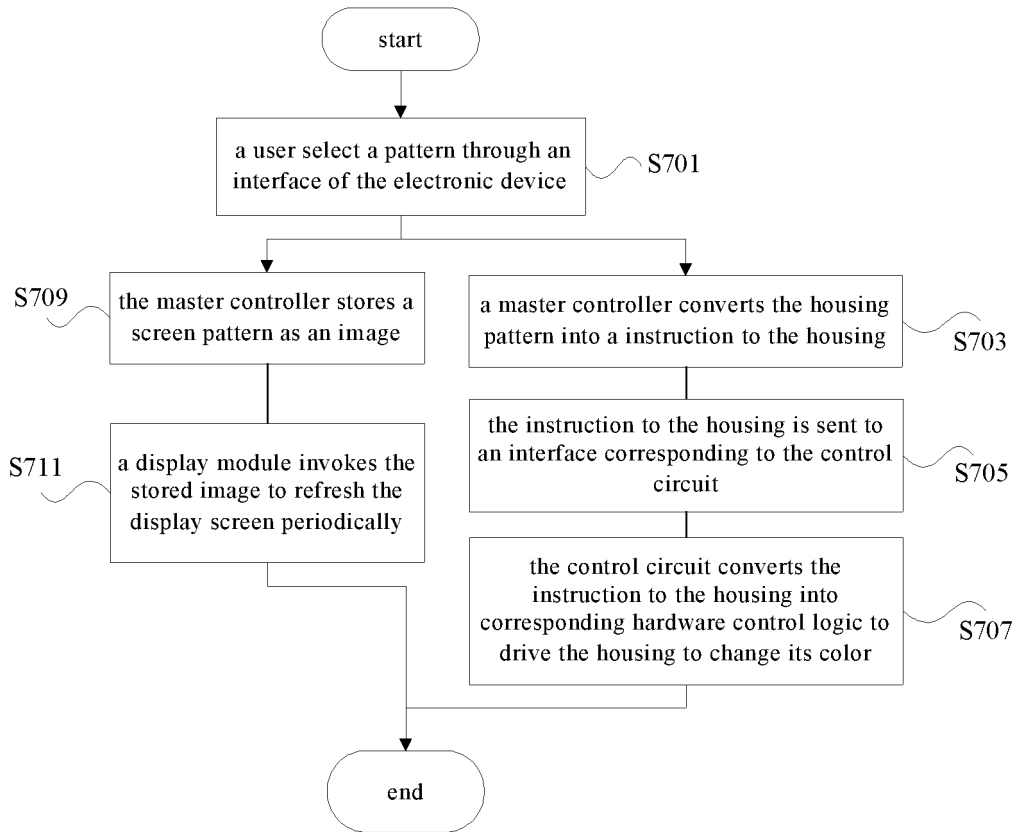 start
a user select a pattern through an
interface of the electronic device
S701
S709
the master controller stores a
screen pattern as an image
a master controller converts the housing
pattern into a instruction to the housing
S703
S711
a display module invokes the
stored image to refresh the
display screen periodically
the instruction to the housing is sent to
an interface corresponding to the control
circuit
S705
the control circuit converts the
instruction to the housing into
corresponding hardware control logic to
drive the housing to change its color
S707
end